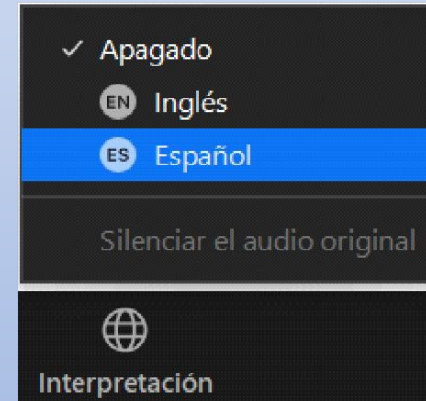 ✓ Apagado
EN Inglés
ES Español
Silenciar el audio original
Interpretación